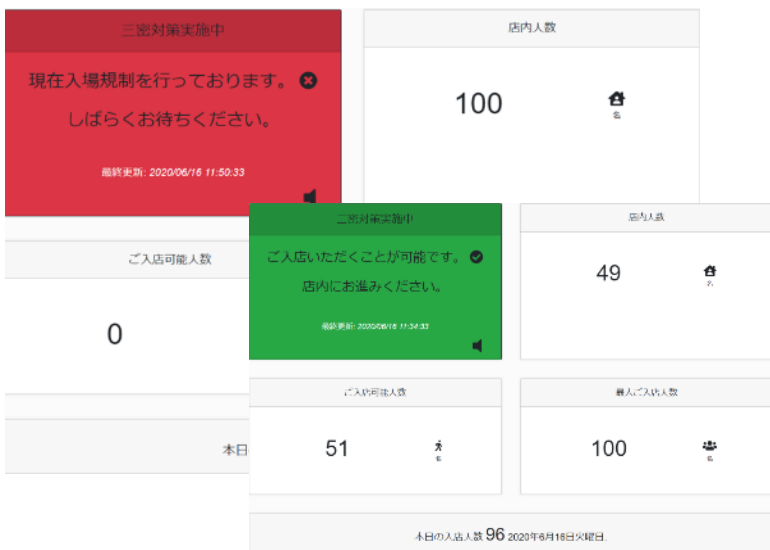 三密対策実施中
現在入場規制を行っております。
しばらくお待ちください。
最終更新: 2020/06/16 11:50:33
店内人数
100
名
ご入店可能人数
0
本日
三密対策実施中
ご入店いただくことが可能です。
店内にお進みください。
最終更新: 2020/06/16 11:34:33
店内人数
49
名
ご入店可能人数
51
名
最大ご入店人数
100
名
本日の入店人数 96 2020年6月16日火曜日